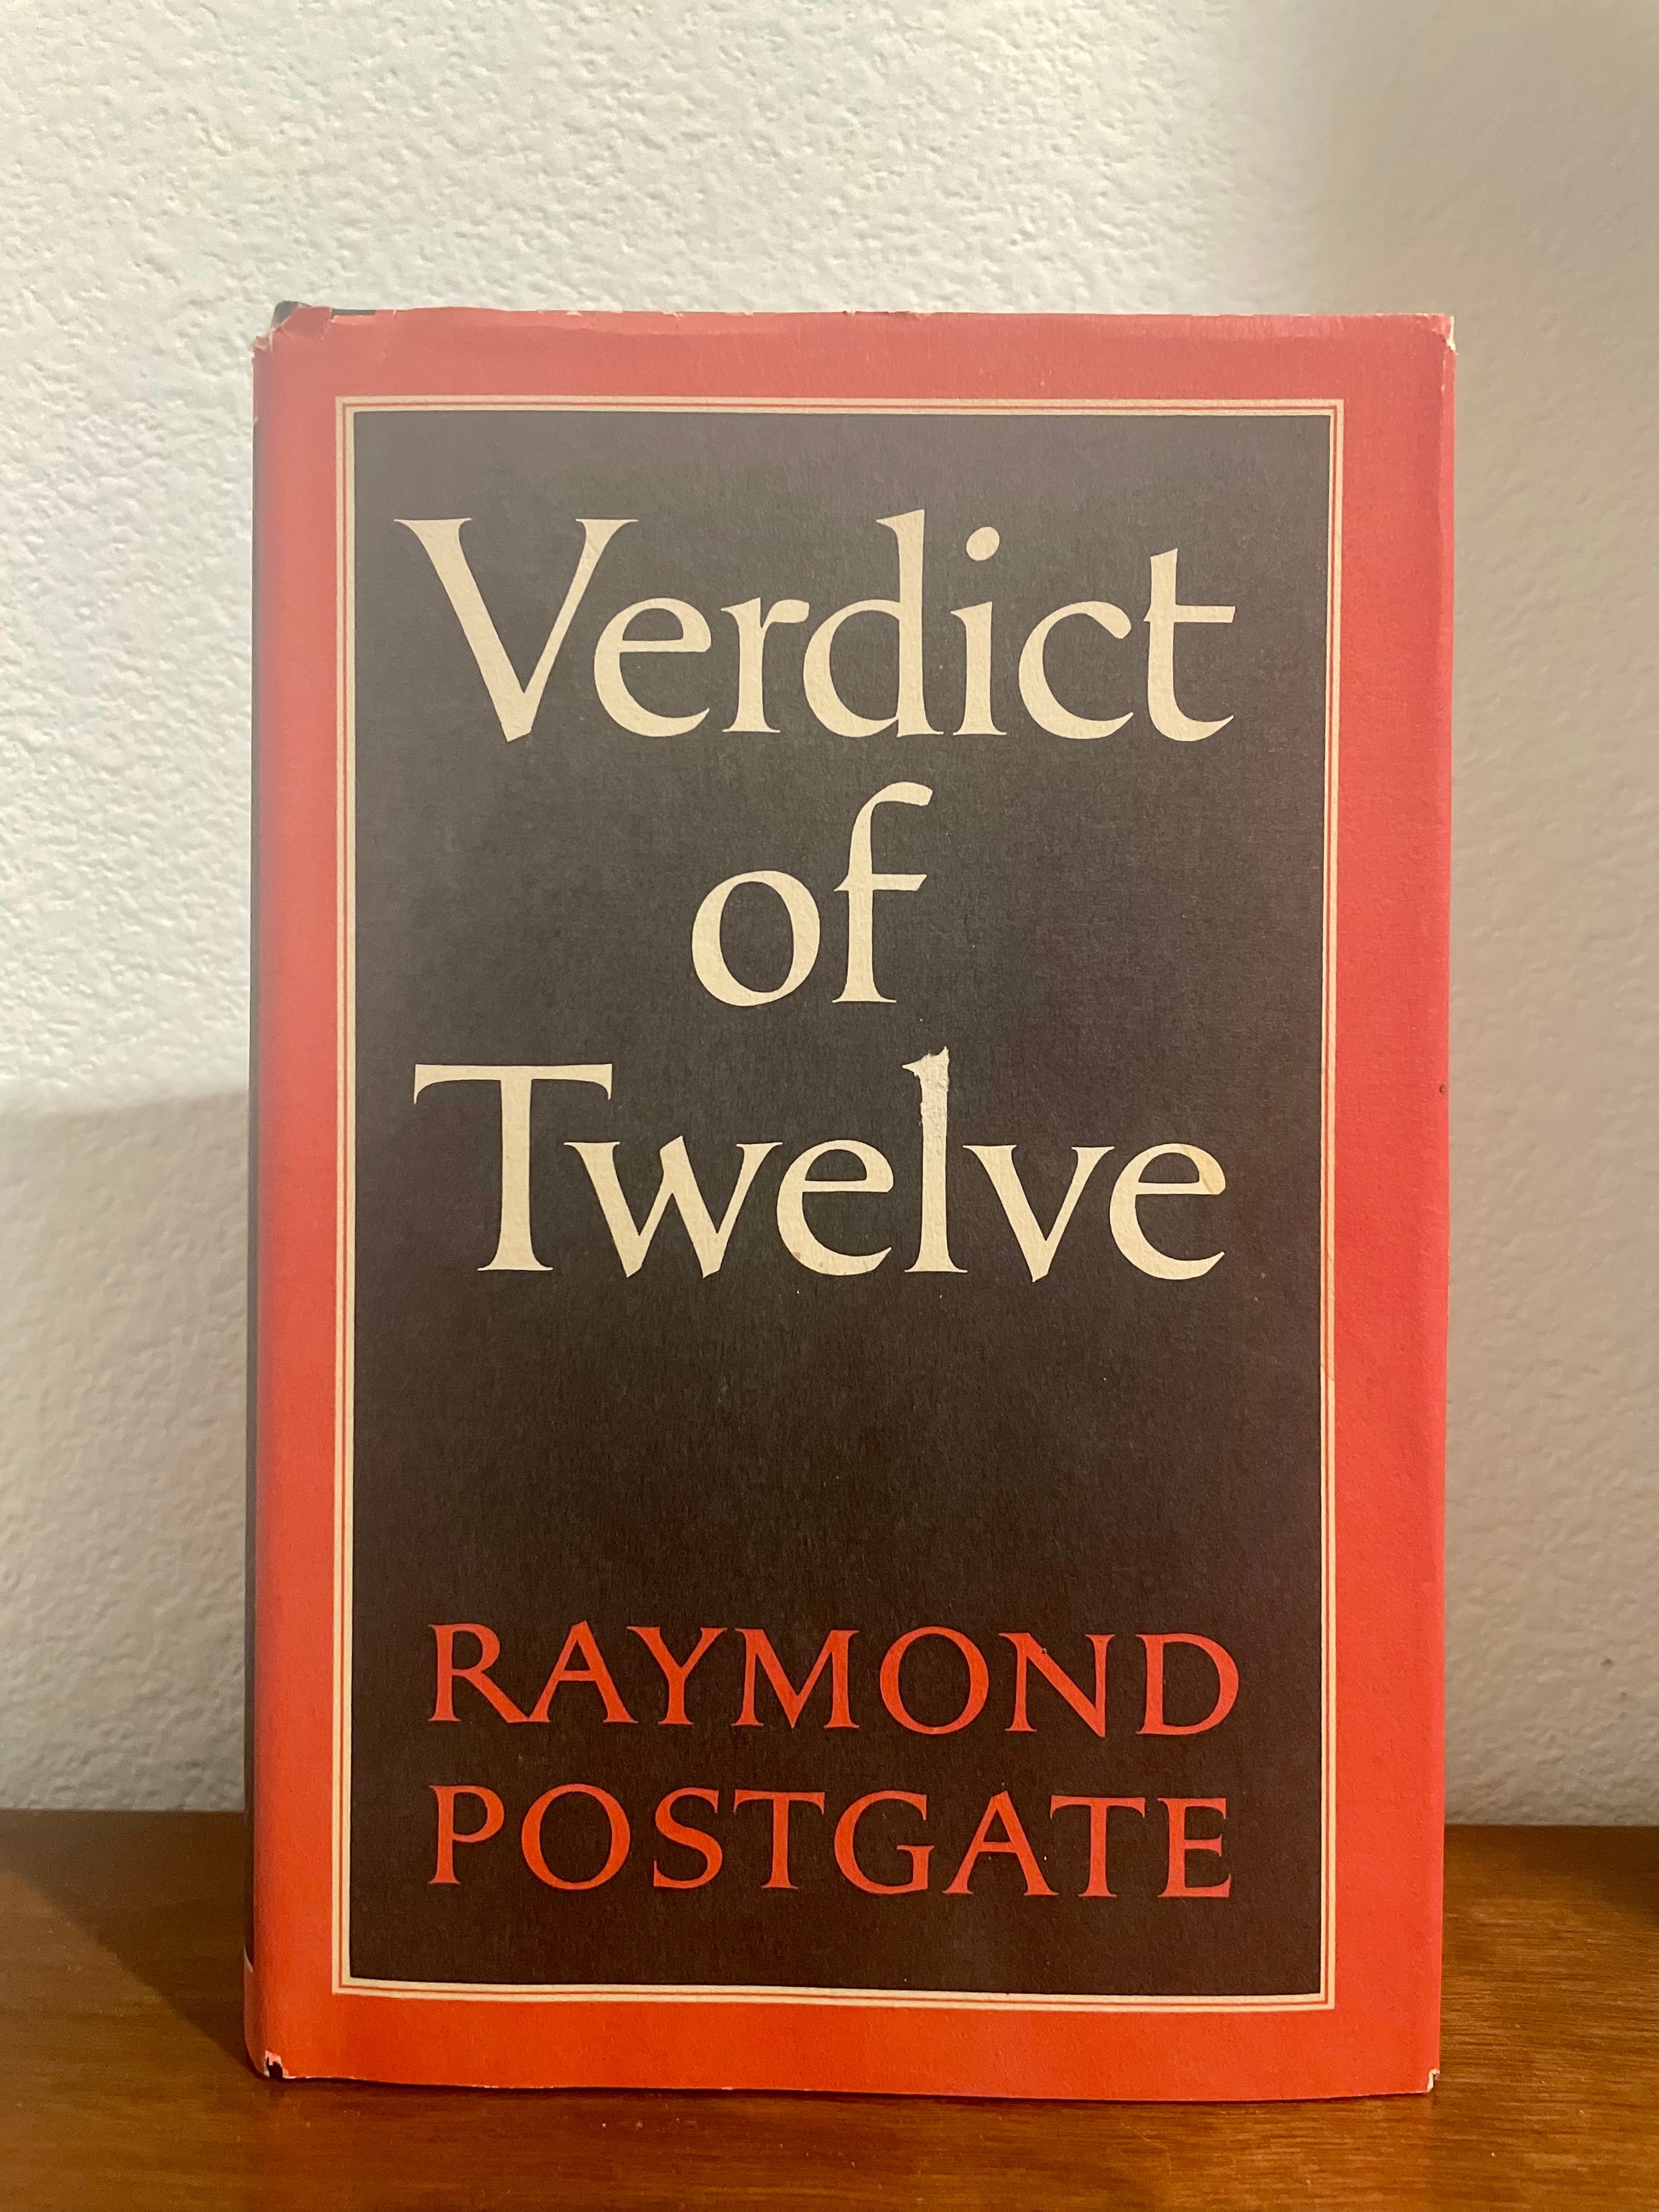 Verdict
of
Twelve
RAYMOND
POSTGATE